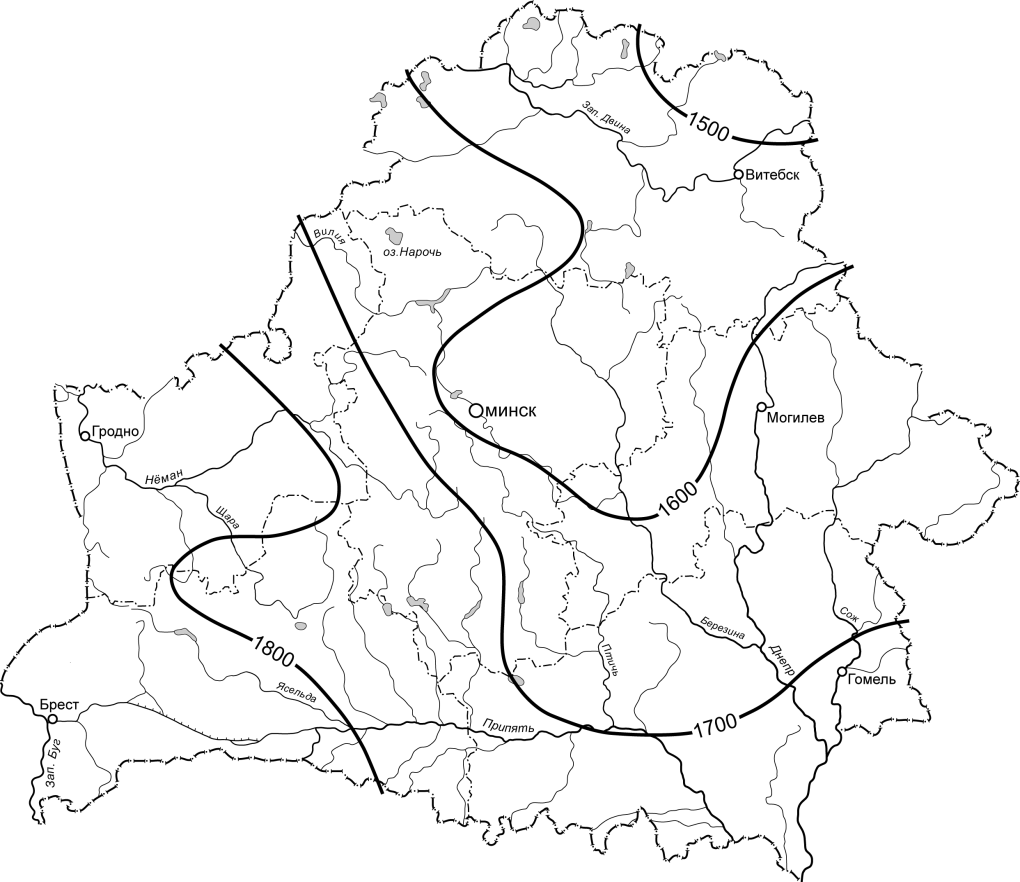 Зап. Двина
1500
Витебск
Вилия
оз.Нарочь
МИНСК
Могилев
Гродно
Нёман
Щара
1600
Березина
Сож
Днепр
Птичь
1800
Гомель
Ясельда
Брест
Припять
1700
Зап. Буг